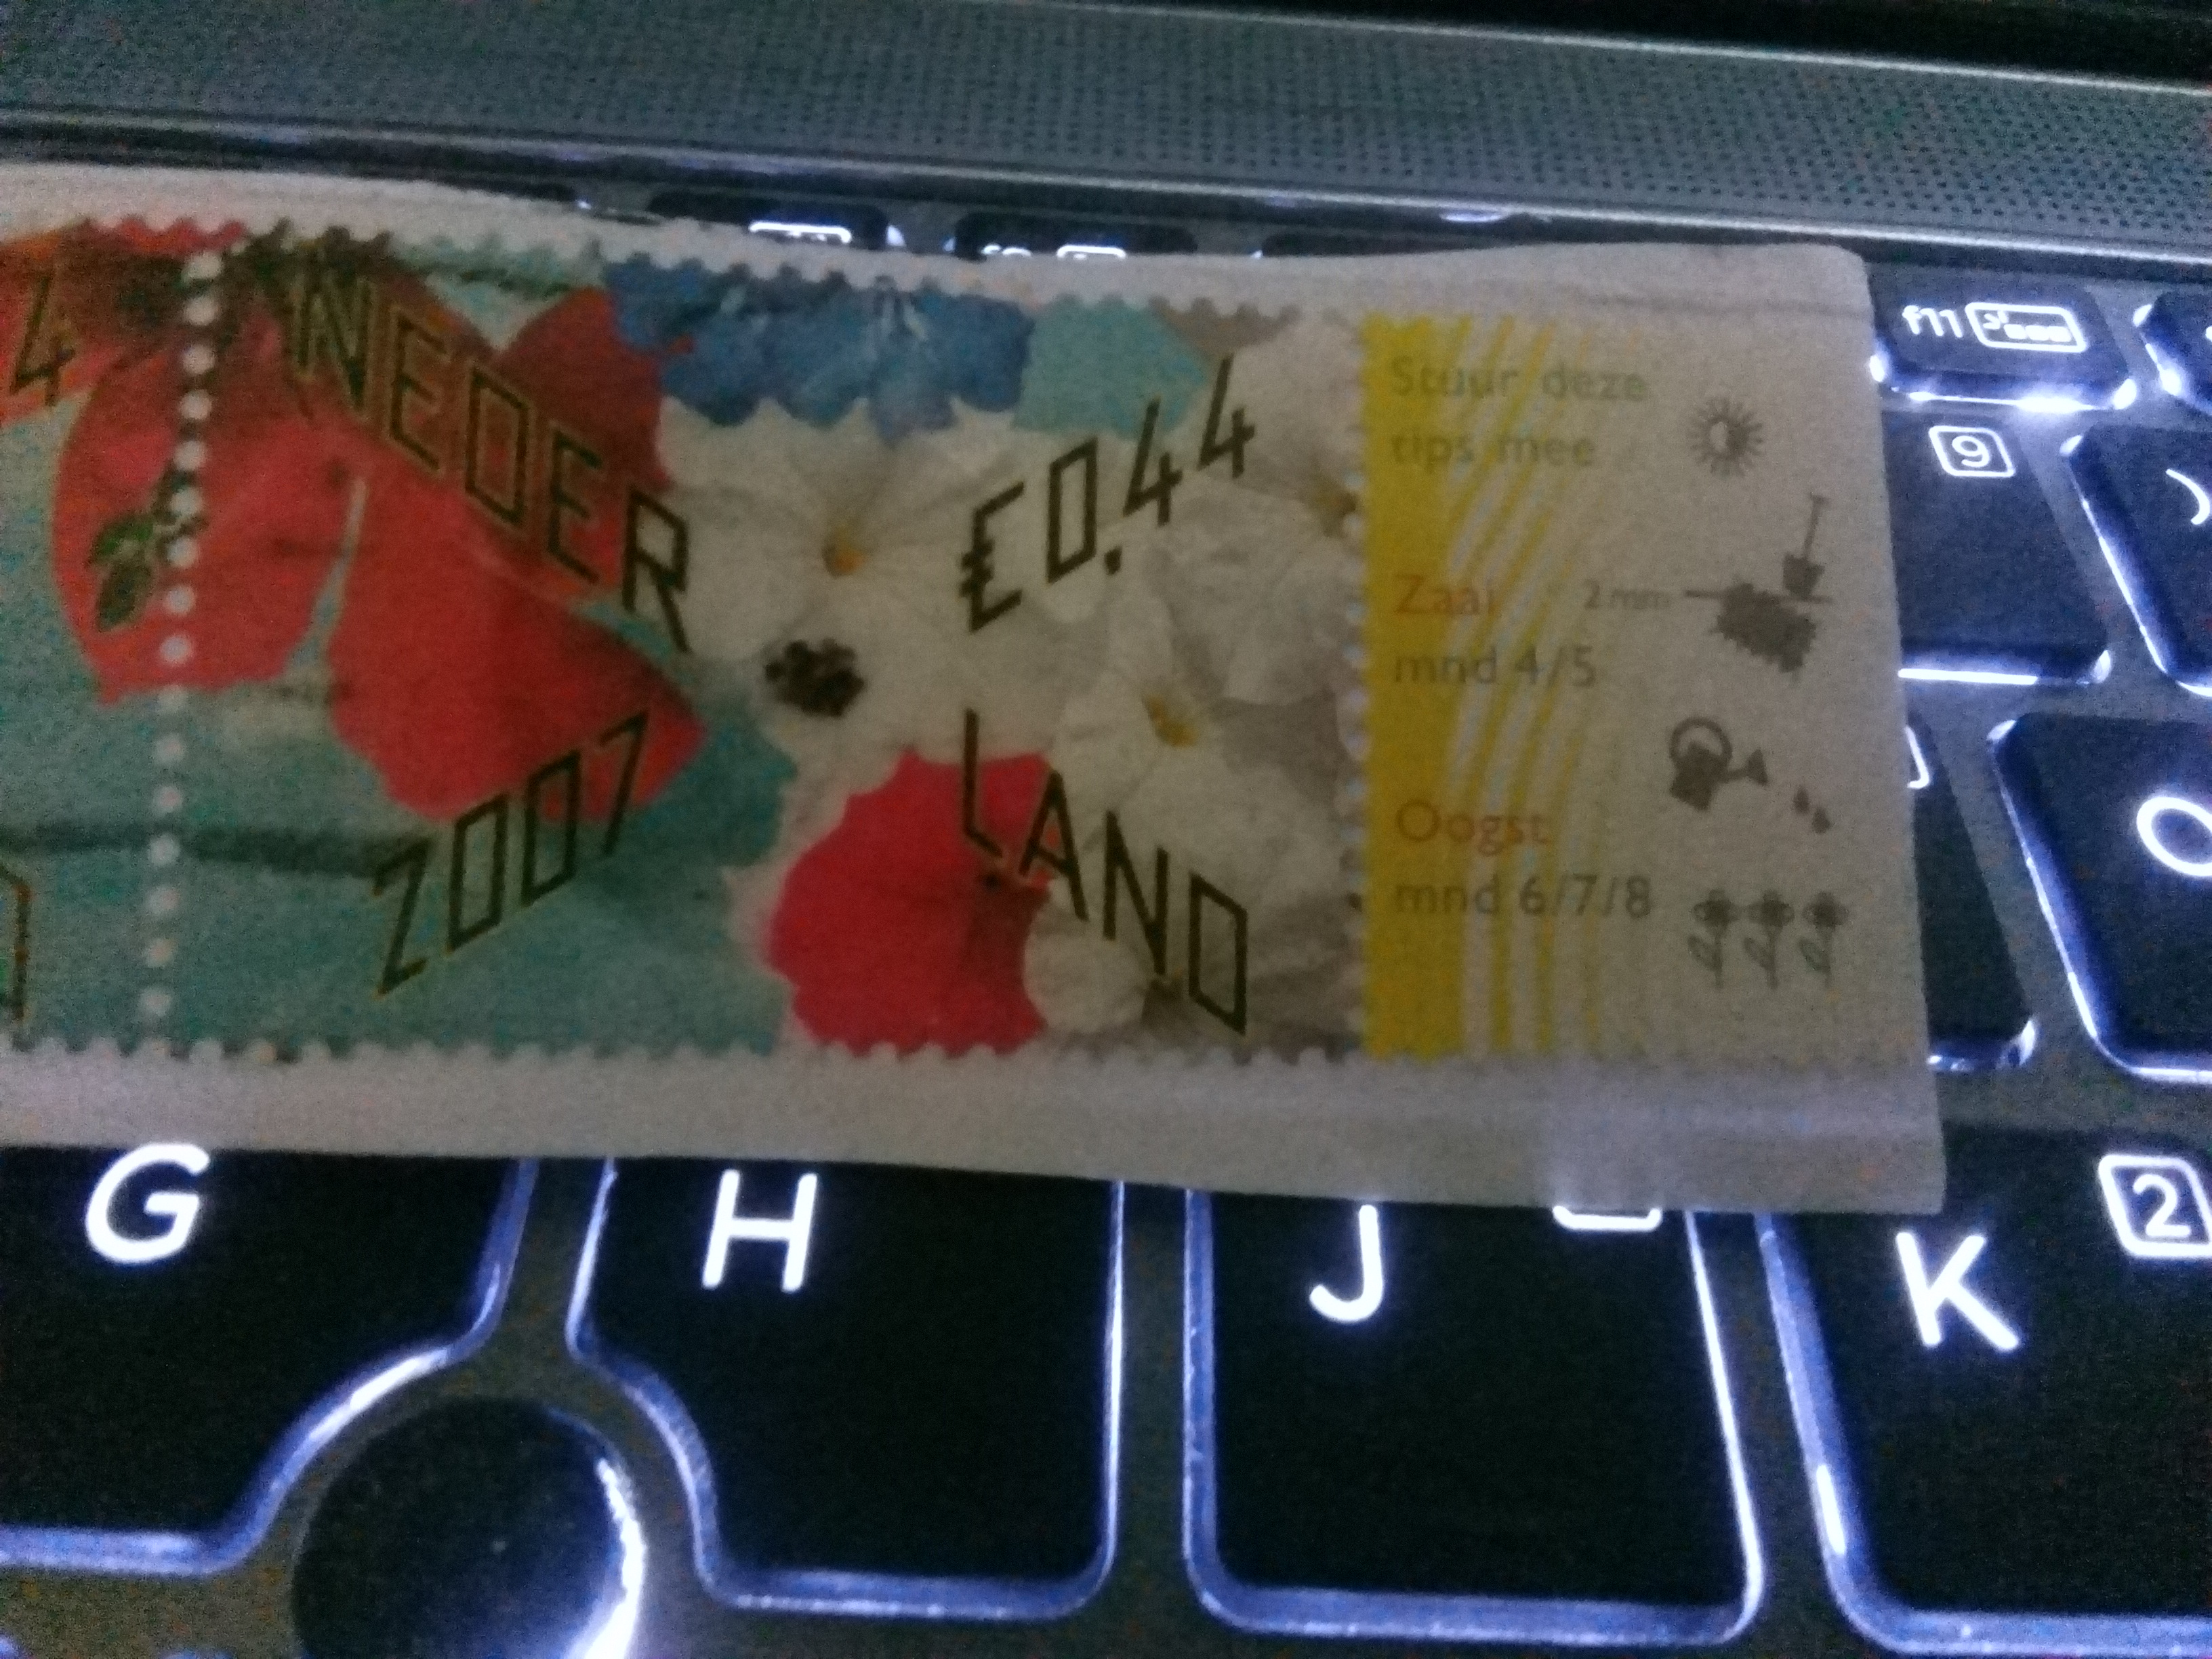 4
NEDER
€0.44
2007
LAND
Stuur deze
tips mee
Zaai
2 mm
mnd 4/5
Oogst
mnd 6/7/8
f11
9
O
G
H
J
K
2